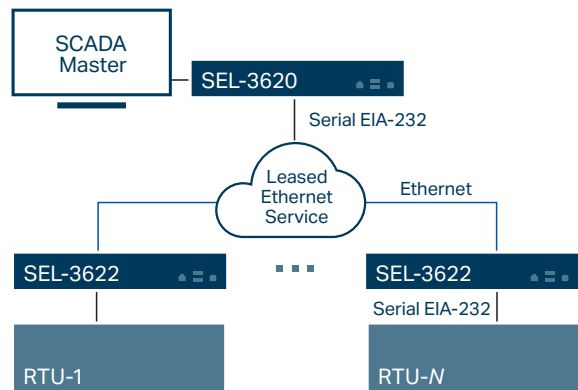 SCADA
Master
SEL-3620
Serial EIA-232
Leased
Ethernet
Service
Ethernet
SEL-3622
SEL-3622
Serial EIA-232
RTU-1
RTU-N